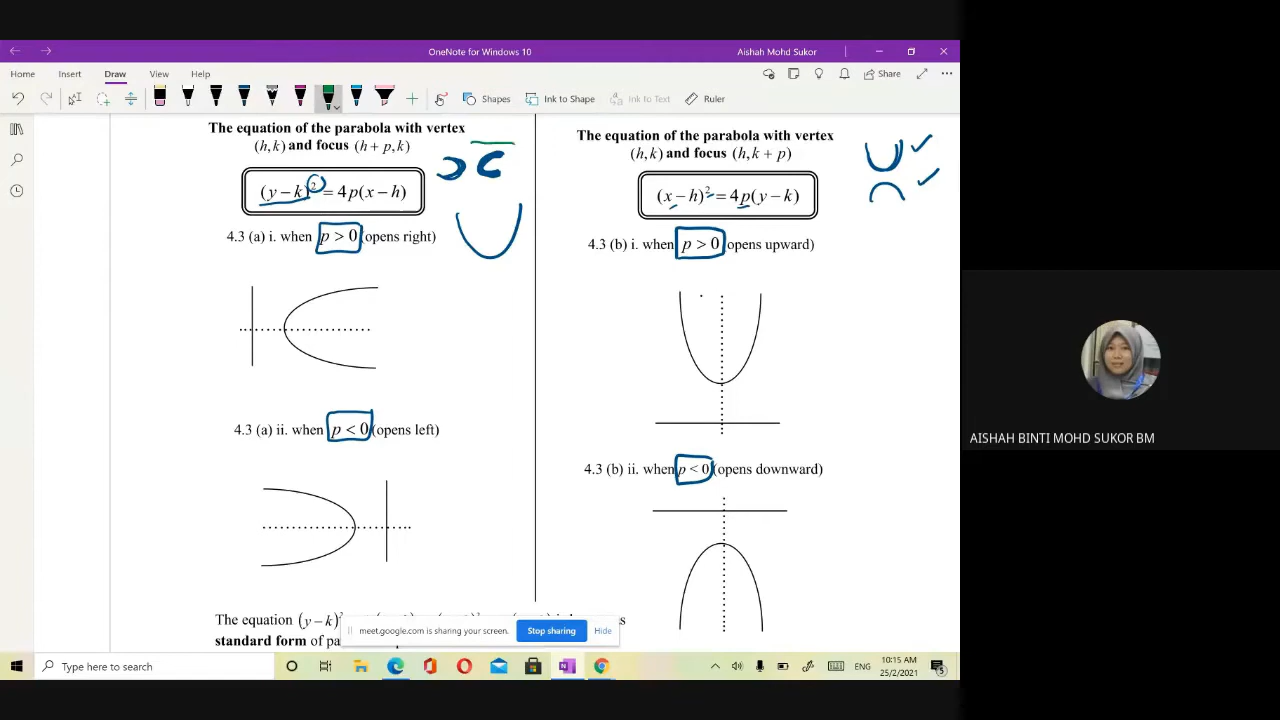 OneNote for Windows 10
Aishah Mohd Sukor
Home Insert Draw View Help
Share
Shapes Ink to Shape Ink to Text Ruler
The equation of the parabola with vertex
(h, k) and focus (h + p, k)
(y − k)² = 4p(x − h)
4.3 (a) i. when p > 0 (opens right)
4.3 (a) ii. when p < 0 (opens left)
The equation of the parabola with vertex
(h, k) and focus (h, k + p)
(x − h)² = 4p(y − k)
4.3 (b) i. when p > 0 (opens upward)
4.3 (b) ii. when p < 0 (opens downward)
The equation (y − k)²
standard form of
meet.google.com is sharing your screen. Stop sharing Hide
AISHAH BINTI MOHD SUKOR BM
Type here to search
ENG
10:15 AM
25/2/2021
5